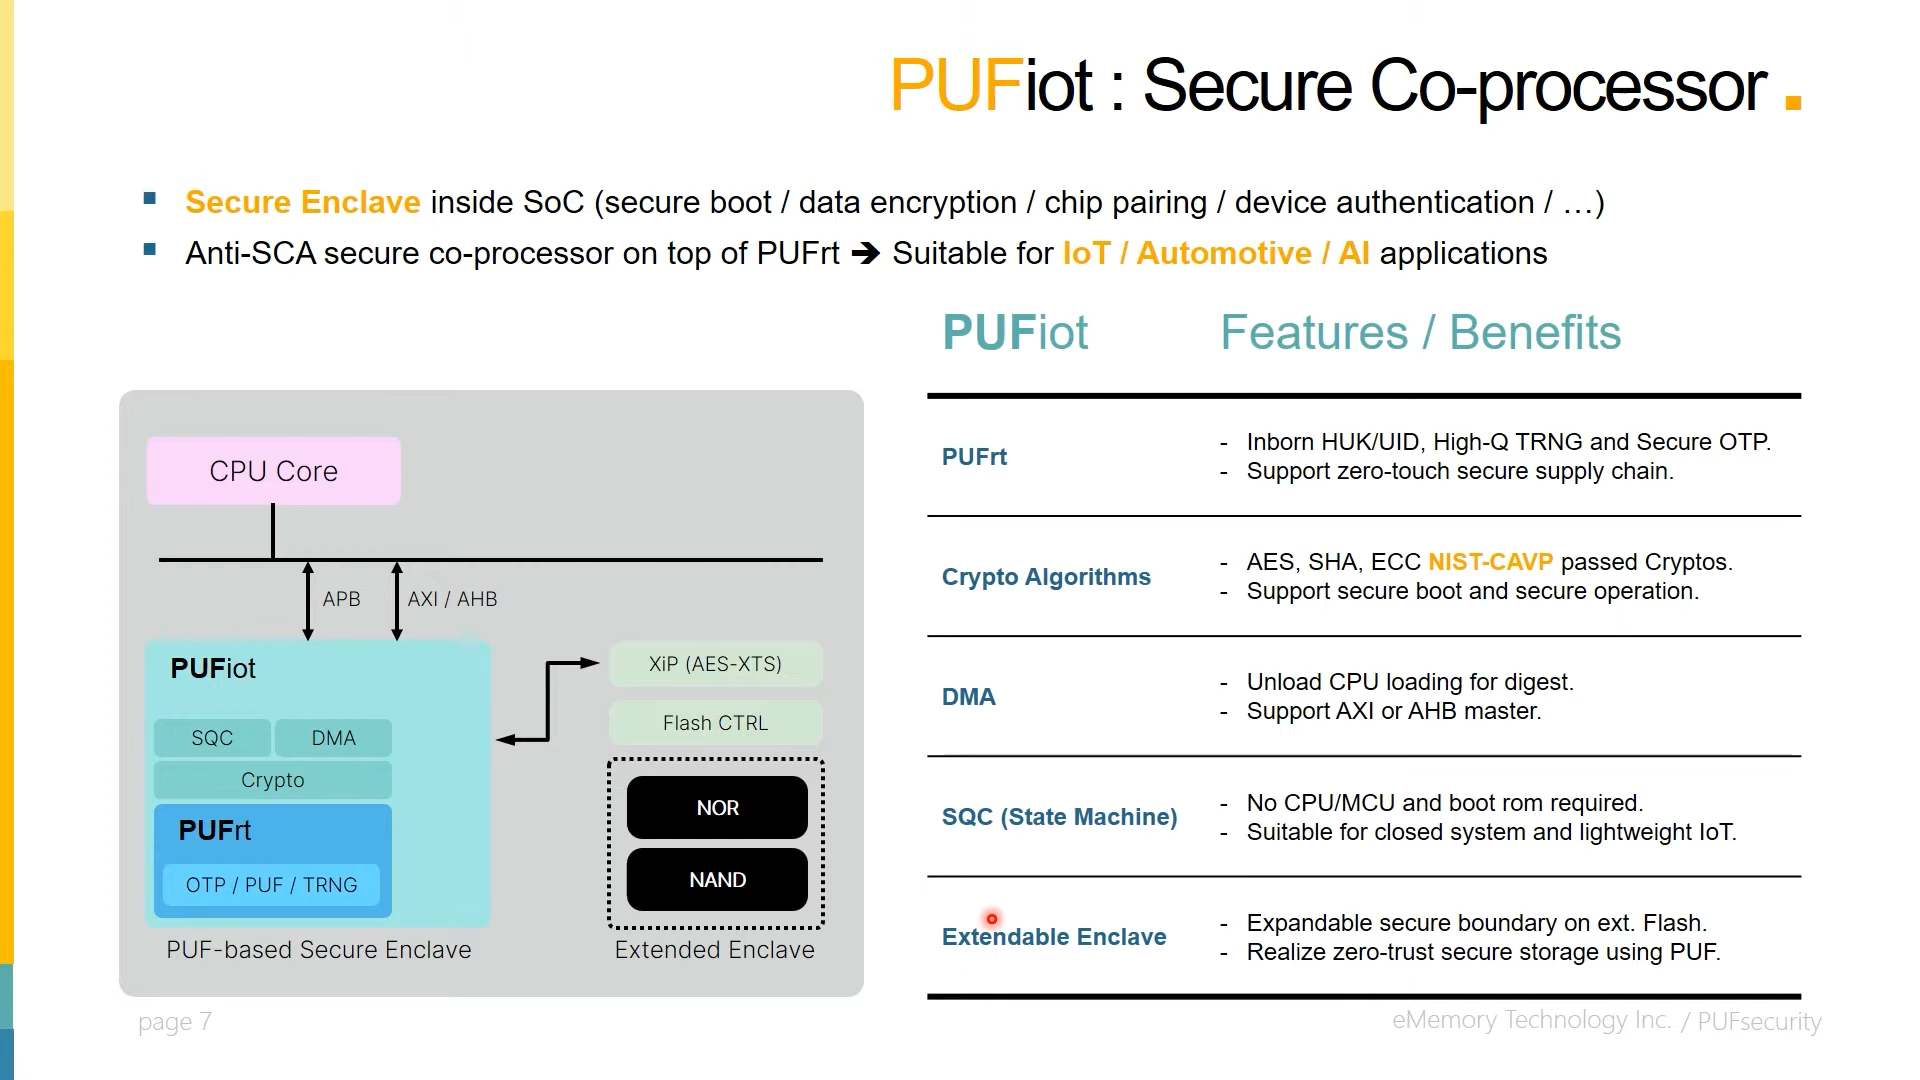 PUFiot : Secure Co-processor .
▪ Secure Enclave inside SoC (secure boot / data encryption / chip pairing / device authentication / …)
▪ Anti-SCA secure co-processor on top of PUFrt ➔ Suitable for IoT / Automotive / AI applications
CPU Core
APB
AXI / AHB
PUFiot
SQC
DMA
Crypto
PUFrt
OTP / PUF / TRNG
PUF-based Secure Enclave
XiP (AES-XTS)
Flash CTRL
NOR
NAND
Extended Enclave
PUFiot Features / Benefits
PUFrt
- Inborn HUK/UID, High-Q TRNG and Secure OTP.
- Support zero-touch secure supply chain.
Crypto Algorithms
- AES, SHA, ECC NIST-CAVP passed Cryptos.
- Support secure boot and secure operation.
DMA
- Unload CPU loading for digest.
- Support AXI or AHB master.
SQC (State Machine)
- No CPU/MCU and boot rom required.
- Suitable for closed system and lightweight IoT.
Extendable Enclave
- Expandable secure boundary on ext. Flash.
- Realize zero-trust secure storage using PUF.
page 7
eMemory Technology Inc. / PUFsecurity